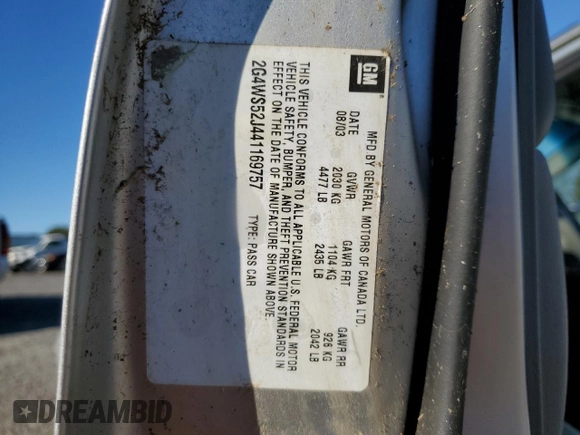 GM
MFD BY GENERAL MOTORS OF CANADA LTD.
DATE GVWR GAWR FRT GAWR RR
08/03 2030 KG 1104 KG 926 KG
4477 LB 2435 LB 2042 LB
THIS VEHICLE CONFORMS TO ALL APPLICABLE U.S. FEDERAL MOTOR
VEHICLE SAFETY, BUMPER, AND THEFT PREVENTION STANDARDS IN
EFFECT ON THE DATE OF MANUFACTURE SHOWN ABOVE.
2G4WS52J441169757 TYPE: PASS CAR
DREAMBID